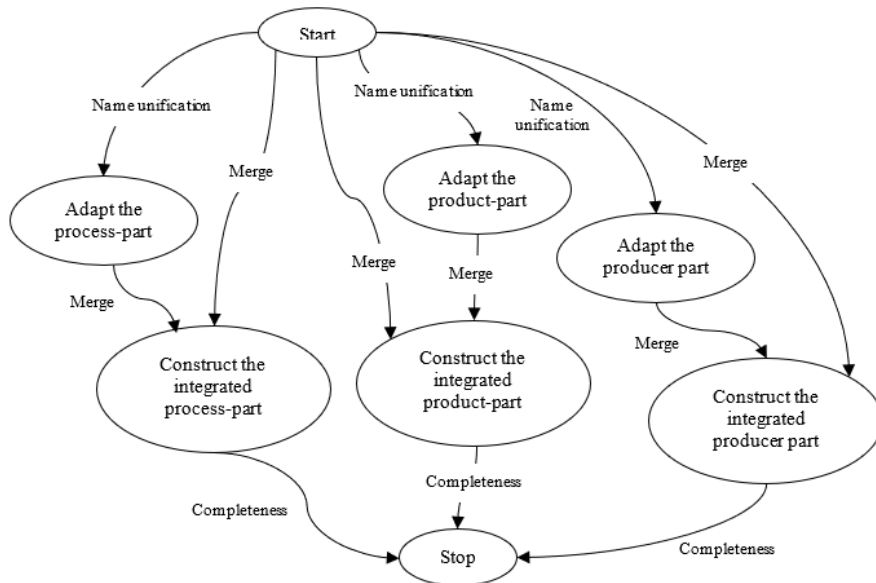 Start
Name unification
Name unification
Name
unification
Merge
Merge
Adapt the
process-part
Adapt the
product-part
Adapt the
producer part
Merge
Merge
Merge
Merge
Construct the
integrated
process-part
Construct the
integrated
product-part
Construct the
integrated
producer part
Completeness
Completeness
Completeness
Stop